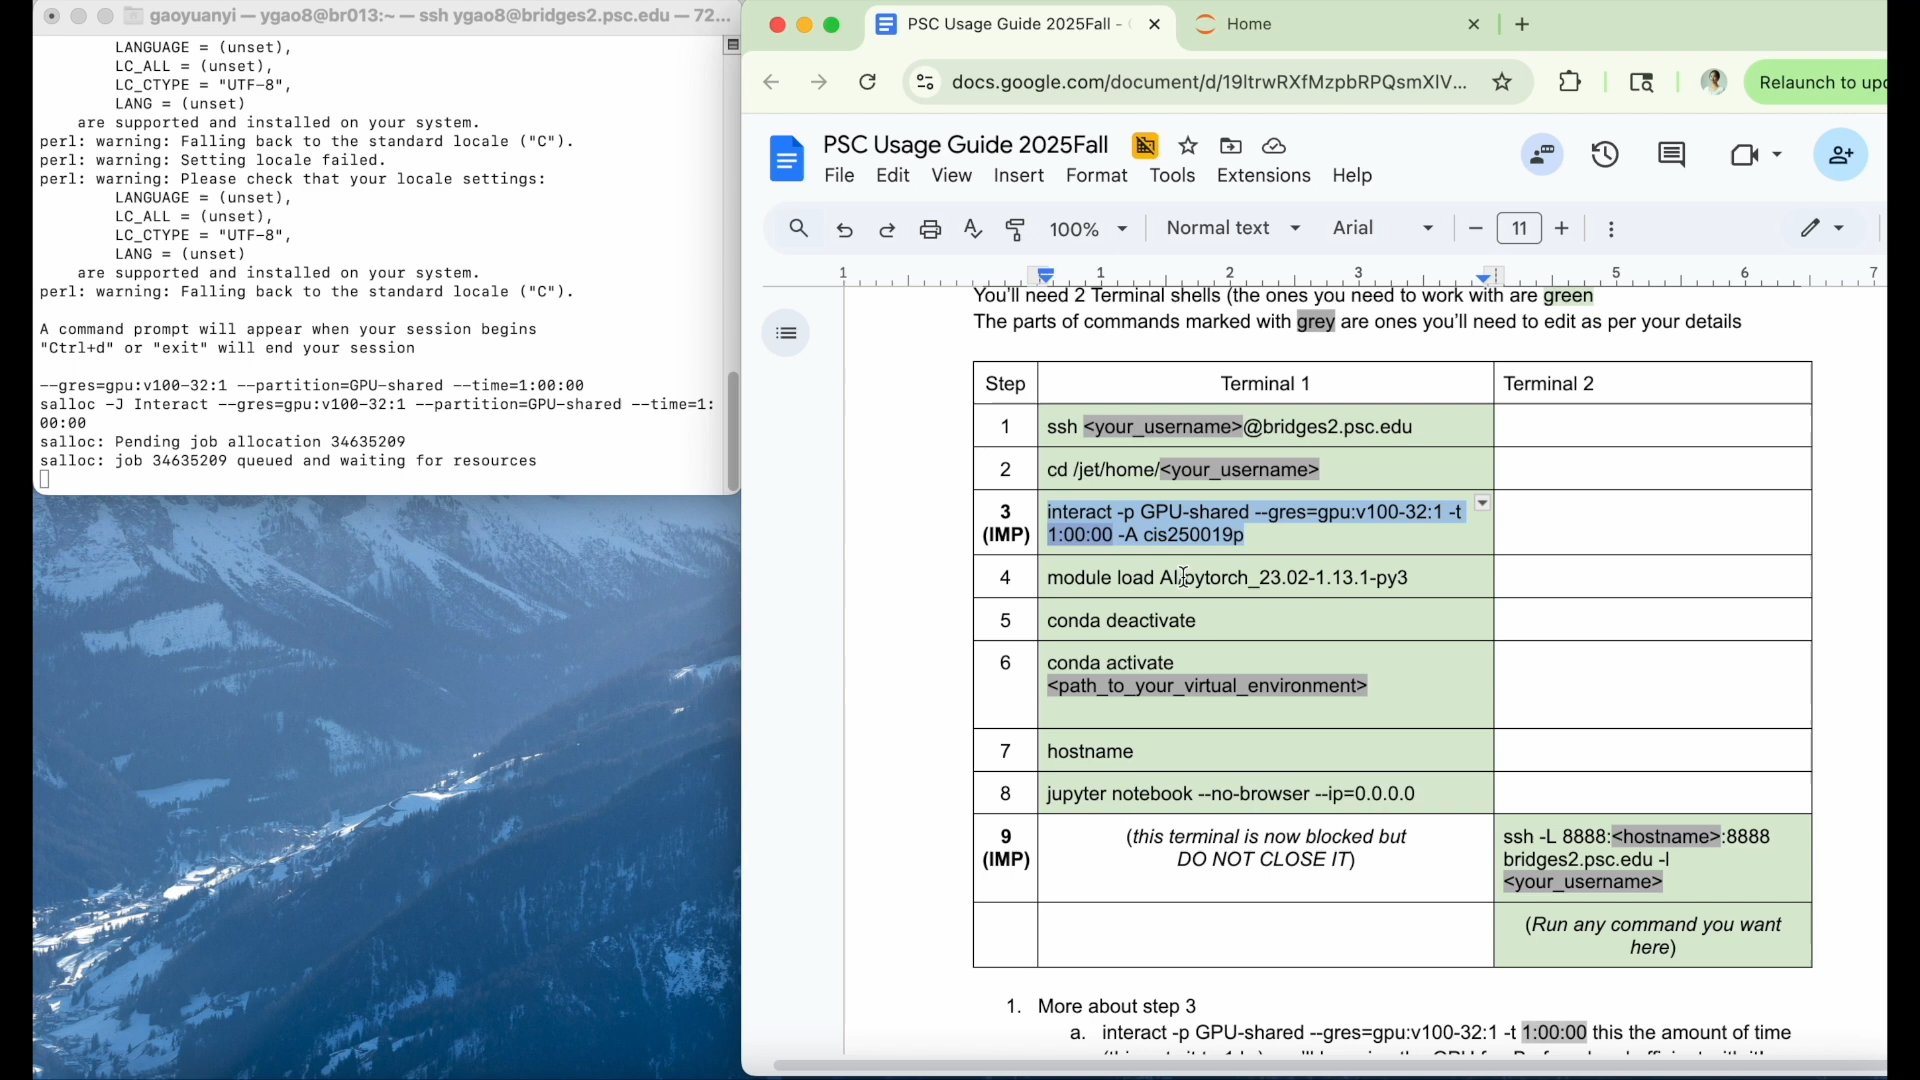 gaoyuanyi — ygao8@br013:~ — ssh ygao8@bridges2.psc.edu — 72...
LANGUAGE = (unset),
LC_ALL = (unset),
LC_CTYPE = "UTF-8",
LANG = (unset)
are supported and installed on your system.
perl: warning: Falling back to the standard locale ("C").
perl: warning: Setting locale failed.
perl: warning: Please check that your locale settings:
LANGUAGE = (unset),
LC_ALL = (unset),
LC_CTYPE = "UTF-8",
LANG = (unset)
are supported and installed on your system.
perl: warning: Falling back to the standard locale ("C").
A command prompt will appear when your session begins
"Ctrl+d" or "exit" will end your session
--gres=gpu:v100-32:1 --partition=GPU-shared --time=1:00:00
salloc -J Interact --gres=gpu:v100-32:1 --partition=GPU-shared --time=1:
00:00
salloc: Pending job allocation 34635209
salloc: job 34635209 queued and waiting for resources
PSC Usage Guide 2025Fall -
Home
docs.google.com/document/d/19ltrwRXfMzpbRPQsmXlV...
Relaunch to upd
PSC Usage Guide 2025Fall
File Edit View Insert Format Tools Extensions Help
100% Normal text Arial 11
1 1 2 3 5 6 7
You'll need 2 Terminal shells (the ones you need to work with are green
The parts of commands marked with grey are ones you'll need to edit as per your details
Step Terminal 1 Terminal 2
1 ssh <your_username>@bridges2.psc.edu
2 cd /jet/home/<your_username>
3 interact -p GPU-shared --gres=gpu:v100-32:1 -t
(IMP) 1:00:00 -A cis250019p
4 module load AI/pytorch_23.02-1.13.1-py3
5 conda deactivate
6 conda activate
<path_to_your_virtual_environment>
7 hostname
8 jupyter notebook --no-browser --ip=0.0.0.0
9 (this terminal is now blocked but ssh -L 8888:<hostname>:8888
(IMP) DO NOT CLOSE IT) bridges2.psc.edu -l
<your_username>
(Run any command you want
here)
1. More about step 3
a. interact -p GPU-shared --gres=gpu:v100-32:1 -t 1:00:00 this the amount of time